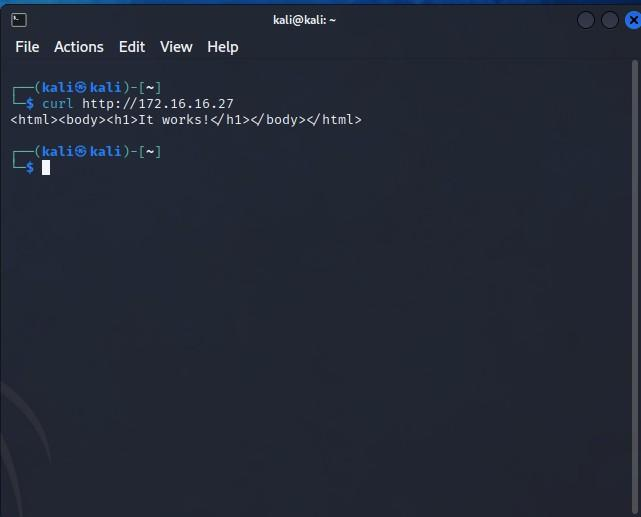 kali@kali: ~
File Actions Edit View Help
┌──(kali㉿kali)-[~]
└─$ curl http://172.16.16.27
<html><body><h1>It works!</h1></body></html>
┌──(kali㉿kali)-[~]
└─$